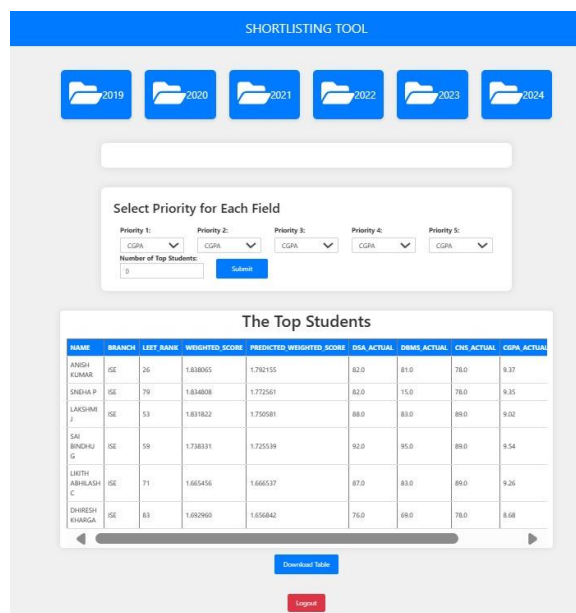 SHORTLISTING TOOL
2019 2020 2021 2022 2023 2024
Select Priority for Each Field
Priority 1: Priority 2: Priority 3: Priority 4: Priority 5:
CGPA CGPA CGPA CGPA CGPA
Number of Top Students:
0 Submit
The Top Students
NAME BRANCH LEET_RANK WEIGHTED_SCORE PREDICTED_WEIGHTED_SCORE DSA_ACTUAL DBMS_ACTUAL CNS_ACTUAL CGPA_ACTUAL
ANISH KUMAR ISE 26 1.838065 1.792155 82.0 81.0 78.0 9.37
SNEHA P ISE 79 1.834808 1.772561 82.0 15.0 78.0 9.35
LAKSHMI J ISE 53 1.831822 1.750581 88.0 83.0 89.0 9.02
SAI BINDHU G ISE 59 1.738331 1.725539 92.0 95.0 89.0 9.54
LIKITH ABHILASH C ISE 71 1.665456 1.666537 87.0 83.0 89.0 9.26
DHIRESH KHARGA ISE 83 1.692960 1.656842 76.0 69.0 78.0 8.68
Download Table
Logout